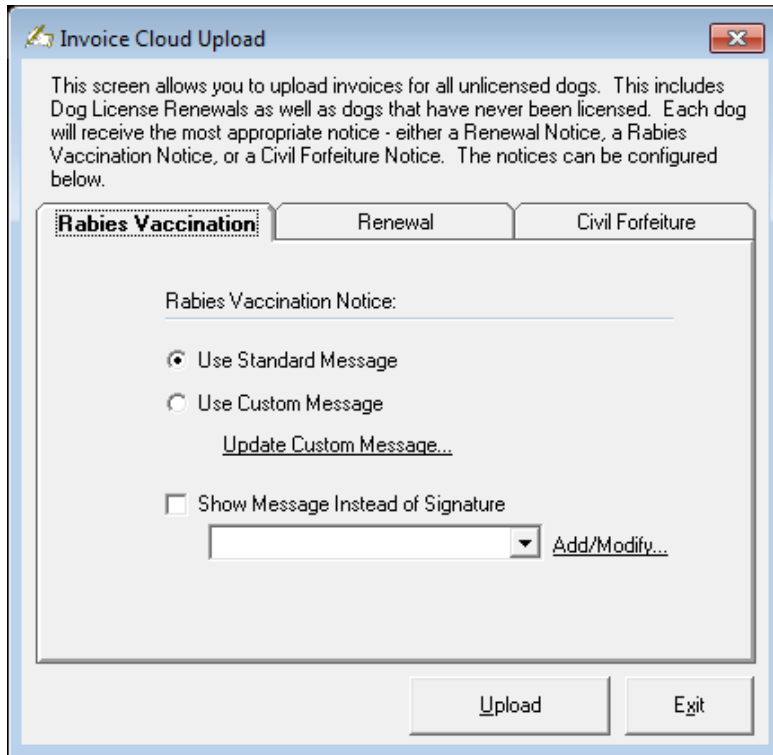 Invoice Cloud Upload
This screen allows you to upload invoices for all unlicensed dogs.  This includes
Dog License Renewals as well as dogs that have never been licensed.  Each dog
will receive the most appropriate notice - either a Renewal Notice, a Rabies
Vaccination Notice, or a Civil Forfeiture Notice.  The notices can be configured
below.
Rabies Vaccination Renewal Civil Forfeiture
Rabies Vaccination Notice:
Use Standard Message
Use Custom Message
Update Custom Message...
Show Message Instead of Signature
Add/Modify...
Upload Exit